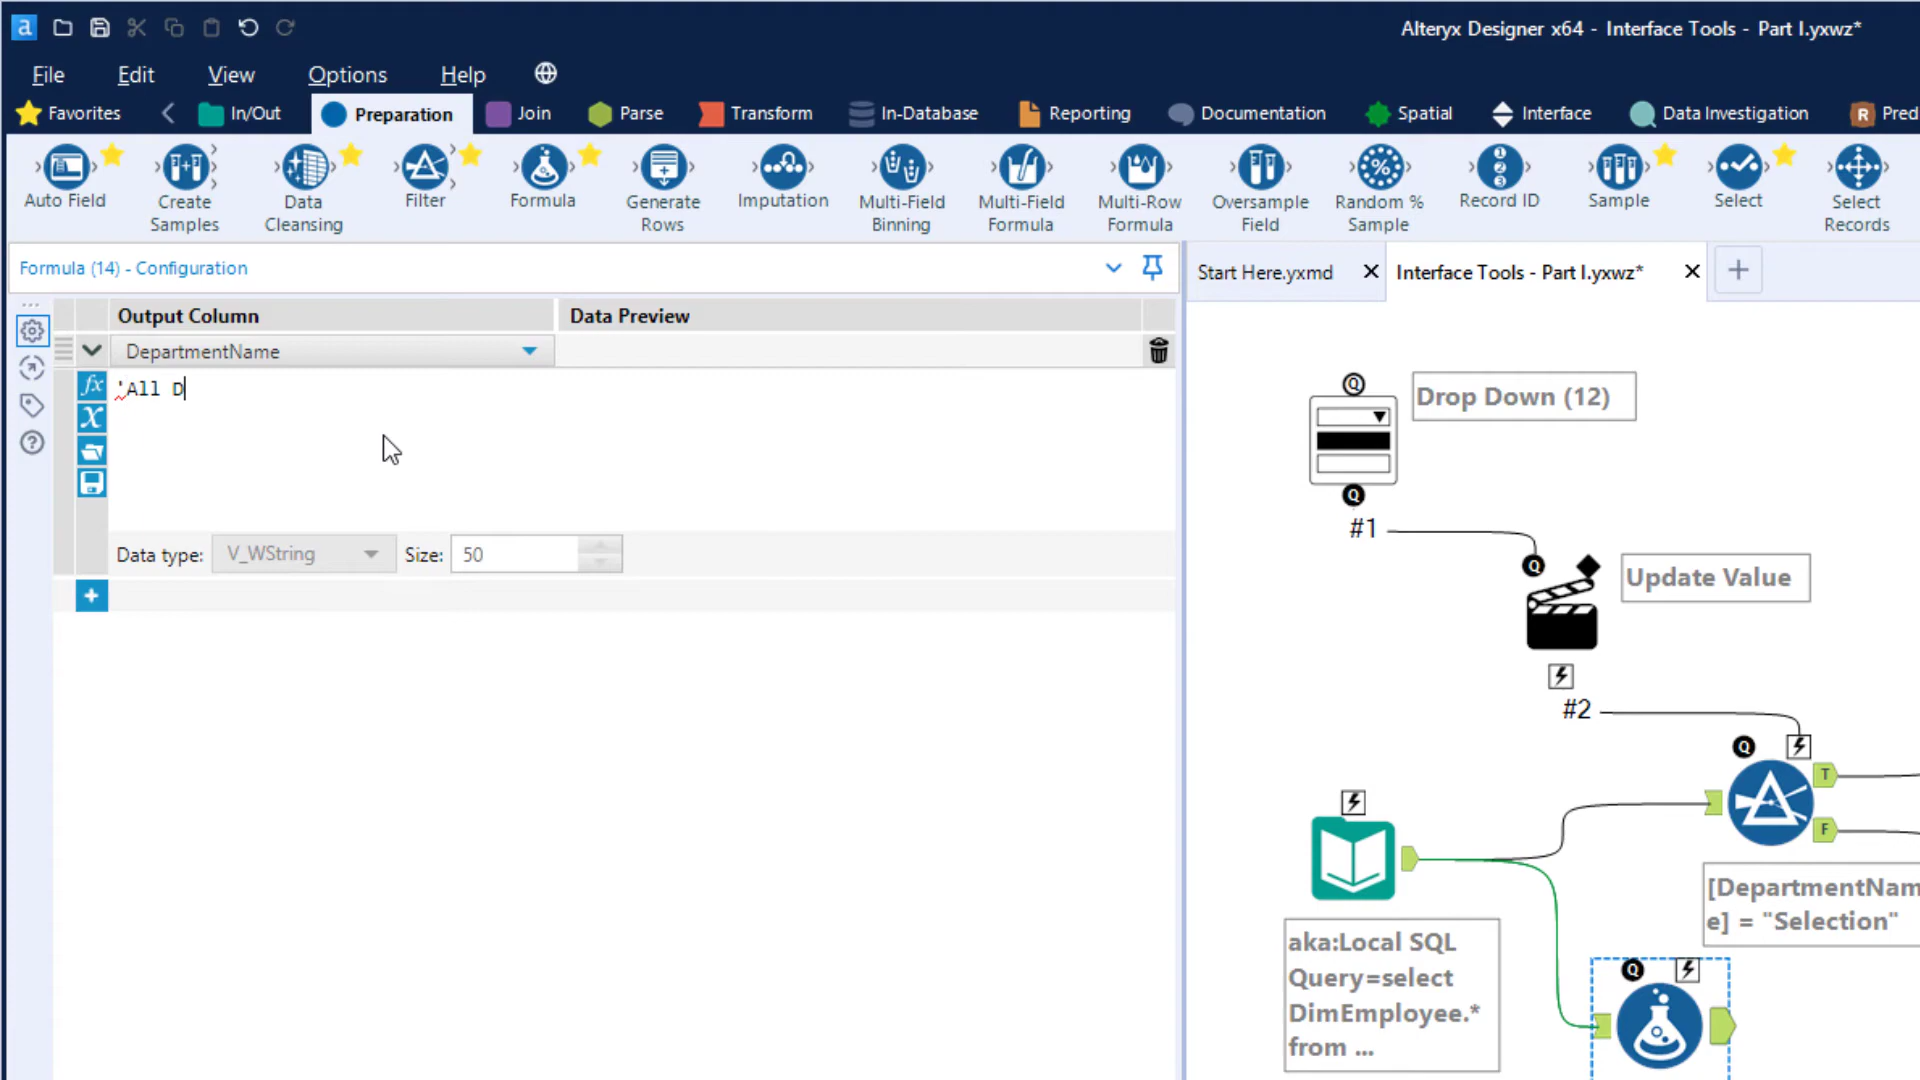 a
Alteryx Designer x64 - Interface Tools - Part I.yxwz*
File Edit View Options Help
Favorites In/Out Preparation Join Parse Transform In-Database Reporting Documentation Spatial Interface Data Investigation R Pred
Auto Field
Create Samples
Data Cleansing
Filter
Formula
Generate Rows
Imputation
Multi-Field Binning
Multi-Field Formula
Multi-Row Formula
Oversample Field
Random % Sample
Record ID
Sample
Select
Select Records
Formula (14) - Configuration
Start Here.yxmd
Interface Tools - Part I.yxwz*
Output Column Data Preview
DepartmentName
fx
'All D
X
Data type: V_WString Size: 50
Q
Drop Down (12)
Q
#1
Q
Update Value
#2
Q
T
F
[DepartmentNam
e] = "Selection"
aka:Local SQL
Query=select
DimEmployee.*
from ...
Q